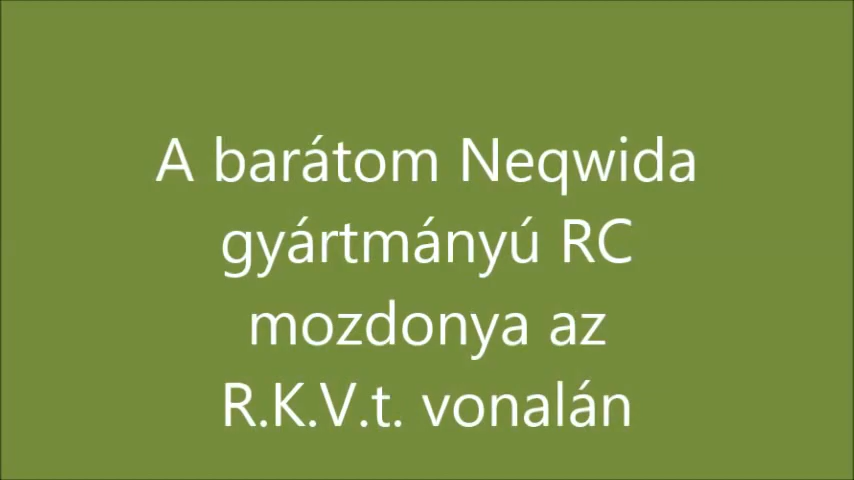 A barátom Neqwida
gyártmányú RC
mozdonya az
R.K.V.t. vonalán